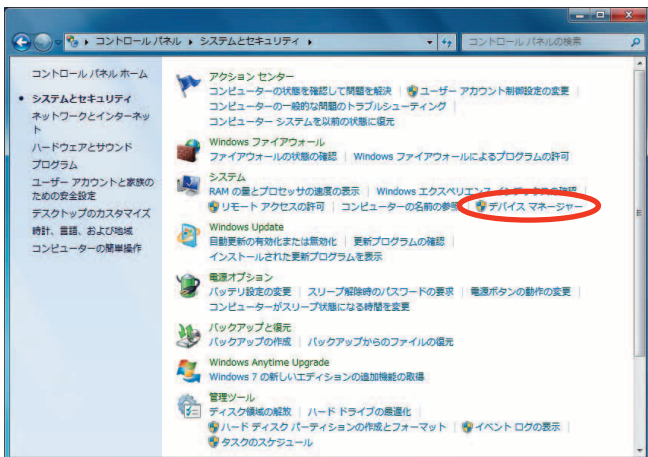 コントロール パネル ▸ システムとセキュリティ ▸
コントロール パネルの検索
コントロール パネル ホーム
システムとセキュリティ
ネットワークとインターネッ
ト
ハードウェアとサウンド
プログラム
ユーザー アカウントと家族の
ための安全設定
デスクトップのカスタマイズ
時計、言語、および地域
コンピューターの簡単操作
アクション センター
コンピューターの状態を確認して問題を解決 | ユーザー アカウント制御設定の変更 |
コンピューターの一般的な問題のトラブルシューティング |
コンピューター システムを以前の状態に復元
Windows ファイアウォール
ファイアウォールの状態の確認 | Windows ファイアウォールによるプログラムの許可
システム
RAM の量とプロセッサの速度の表示 | Windows エクスペリエンス インデックスの確認 |
リモート アクセスの許可 | コンピューターの名前の参照 | デバイス マネージャー
Windows Update
自動更新の有効化または無効化 | 更新プログラムの確認 |
インストールされた更新プログラムを表示
電源オプション
バッテリ設定の変更 | スリープ解除時のパスワードの要求 | 電源ボタンの動作の変更 |
コンピューターがスリープ状態になる時間を変更
バックアップと復元
バックアップの作成 | バックアップからのファイルの復元
Windows Anytime Upgrade
Windows 7 の新しいエディションの追加機能の取得
管理ツール
ディスク領域の解放 | ハード ドライブの最適化 |
ハード ディスク パーティションの作成とフォーマット | イベント ログの表示 |
タスクのスケジュール